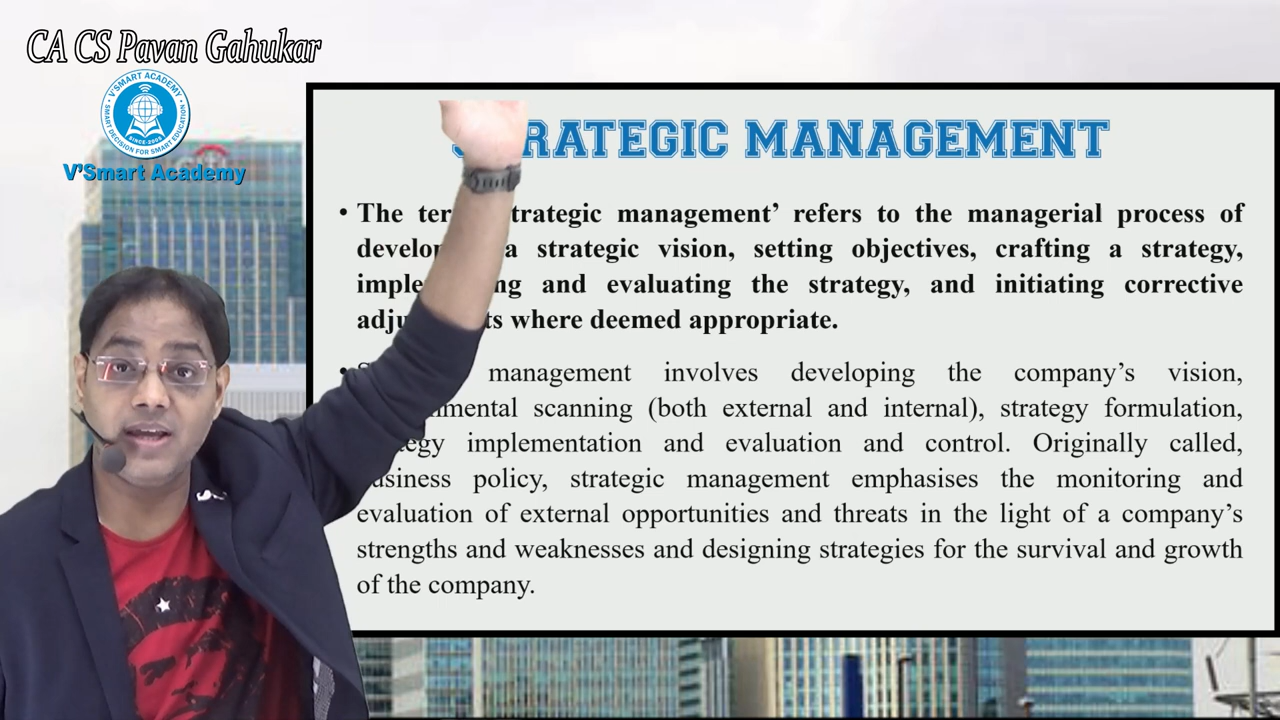 CA CS Pavan Gahukar
V'SMART ACADEMY
SMART DECISION FOR SMART EDUCATION
SINCE-2005
V'Smart Academy
RATEGIC MANAGEMENT
• The ter trategic management’ refers to the managerial process of
develop a strategic vision, setting objectives, crafting a strategy,
imple ng and evaluating the strategy, and initiating corrective
adju ts where deemed appropriate.
• S management involves developing the company’s vision,
mental scanning (both external and internal), strategy formulation,
egy implementation and evaluation and control. Originally called,
usiness policy, strategic management emphasises the monitoring and
evaluation of external opportunities and threats in the light of a company’s
strengths and weaknesses and designing strategies for the survival and growth
of the company.